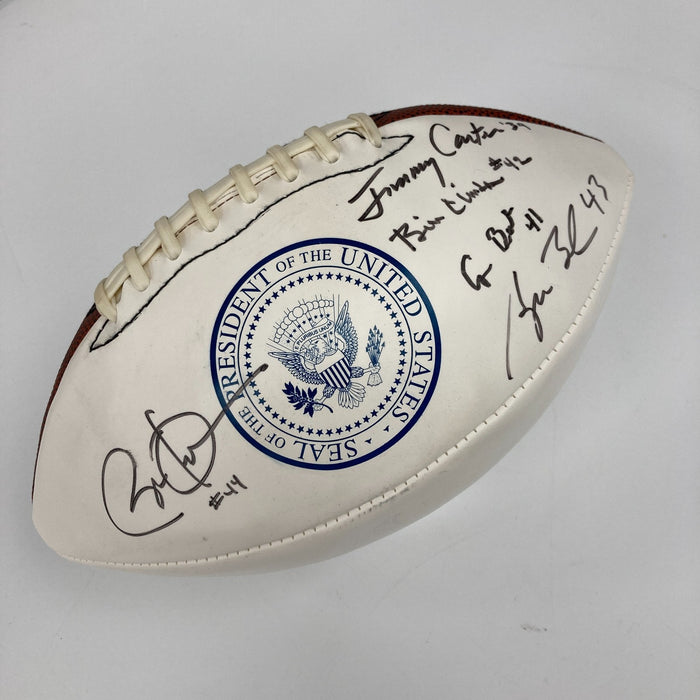 Jimmy Carter '39
Bill Clinton #42
G Bush 41
43
SEAL OF THE PRESIDENT OF THE UNITED STATES
#44